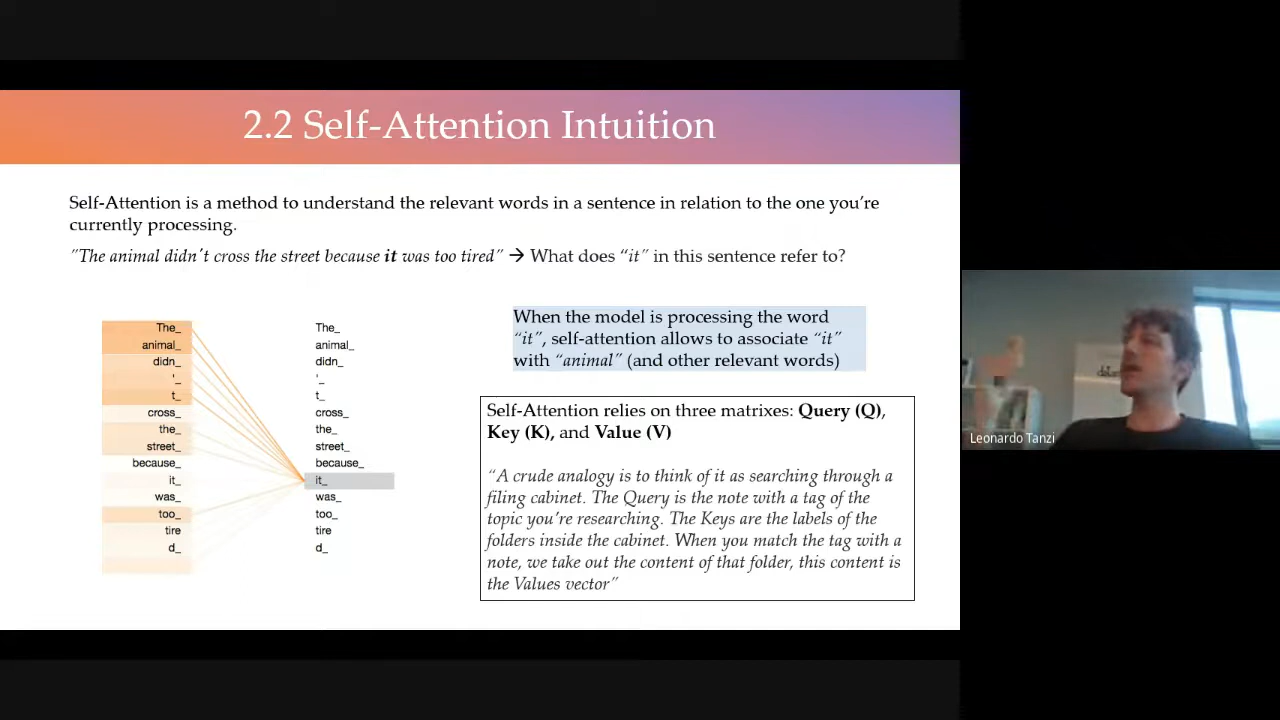 2.2 Self-Attention Intuition
Self-Attention is a method to understand the relevant words in a sentence in relation to the one you're
currently processing.
"The animal didn't cross the street because it was too tired" → What does "it" in this sentence refer to?
The_
animal_
didn_
'_
t_
cross_
the_
street_
because_
it_
was_
too_
tire
d_
The_
animal_
didn_
'_
t_
cross_
the_
street_
because_
it_
was_
too_
tire
d_
When the model is processing the word
"it", self-attention allows to associate "it"
with "animal" (and other relevant words)
Self-Attention relies on three matrixes: Query (Q),
Key (K), and Value (V)
"A crude analogy is to think of it as searching through a
filing cabinet. The Query is the note with a tag of the
topic you're researching. The Keys are the labels of the
folders inside the cabinet. When you match the tag with a
note, we take out the content of that folder, this content is
the Values vector"
Leonardo Tanzi